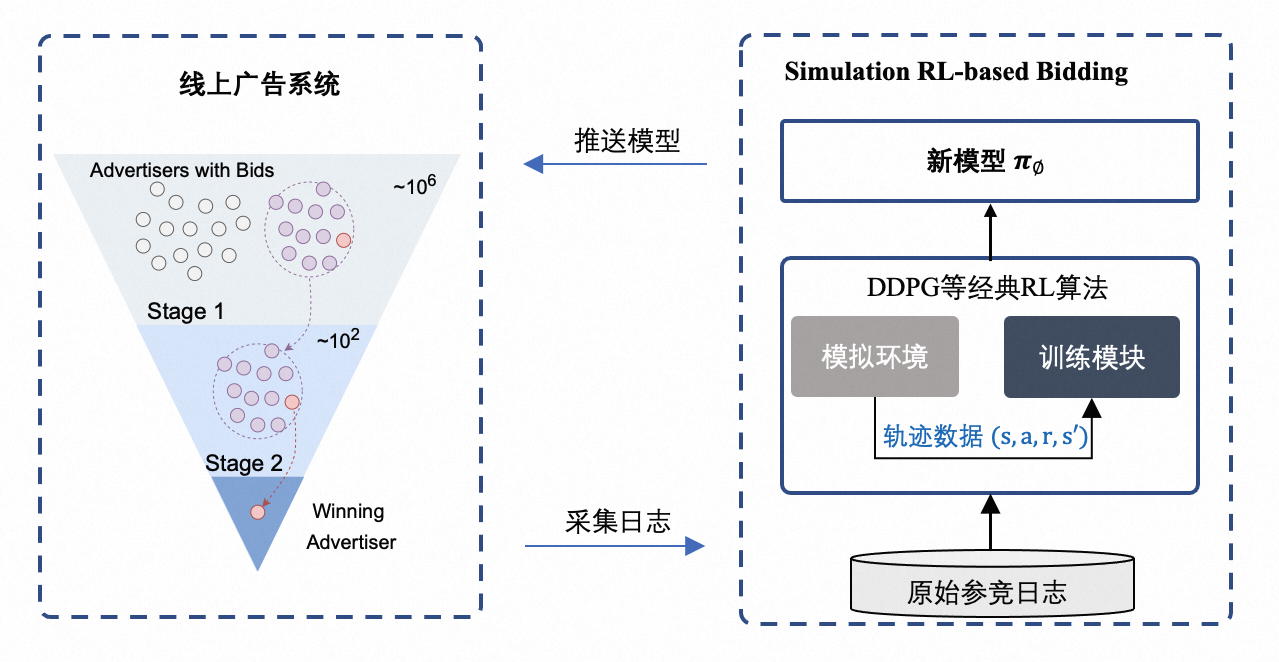 线上广告系统
Advertisers with Bids
~10⁶
Stage 1
~10²
Stage 2
Winning
Advertiser
推送模型
采集日志
Simulation RL-based Bidding
新模型 π∅
DDPG等经典RL算法
模拟环境
训练模块
轨迹数据 (s, a, r, s′)
原始参竞日志